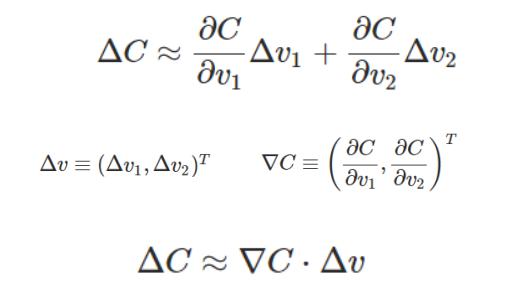 ΔC ≈ ∂C/∂v₁ Δv₁ + ∂C/∂v₂ Δv₂
Δv ≡ (Δv₁, Δv₂)ᵀ ∇C ≡ (∂C/∂v₁, ∂C/∂v₂)ᵀ
ΔC ≈ ∇C · Δv